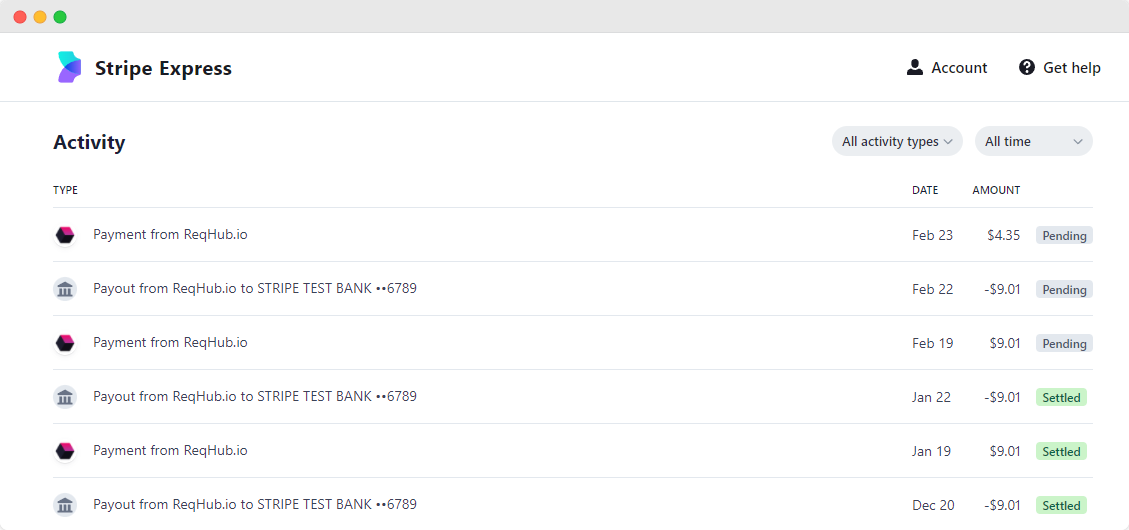 Stripe Express Account Get help
Activity All activity types All time
TYPE DATE AMOUNT
Payment from ReqHub.io Feb 23 $4.35 Pending
Payout from ReqHub.io to STRIPE TEST BANK ••6789 Feb 22 -$9.01 Pending
Payment from ReqHub.io Feb 19 $9.01 Pending
Payout from ReqHub.io to STRIPE TEST BANK ••6789 Jan 22 -$9.01 Settled
Payment from ReqHub.io Jan 19 $9.01 Settled
Payout from ReqHub.io to STRIPE TEST BANK ••6789 Dec 20 -$9.01 Settled